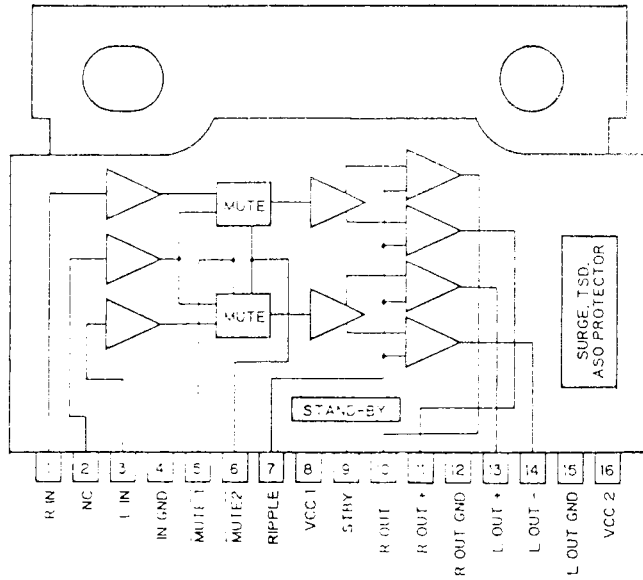 MUTE
MUTE
SURGE, TSD.
ASO PROTECTOR
STAND-BY
1 2 3 4 5 6 7 8 9 11 12 13 14 15 16
R IN
NC
L IN
IN GND
MUTE 1
MUTE2
RIPPLE
VCC 1
STBY
R OUT
R OUT +
R OUT GND
L OUT +
L OUT -
L OUT GND
VCC 2